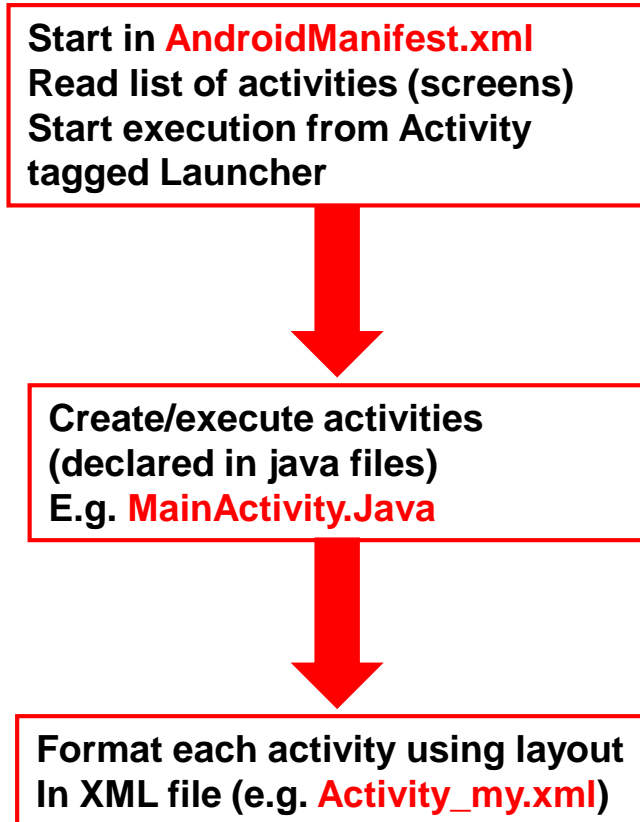 Start in AndroidManifest.xml
Read list of activities (screens)
Start execution from Activity
tagged Launcher
Create/execute activities
(declared in java files)
E.g. MainActivity.Java
Format each activity using layout
In XML file (e.g. Activity_my.xml)